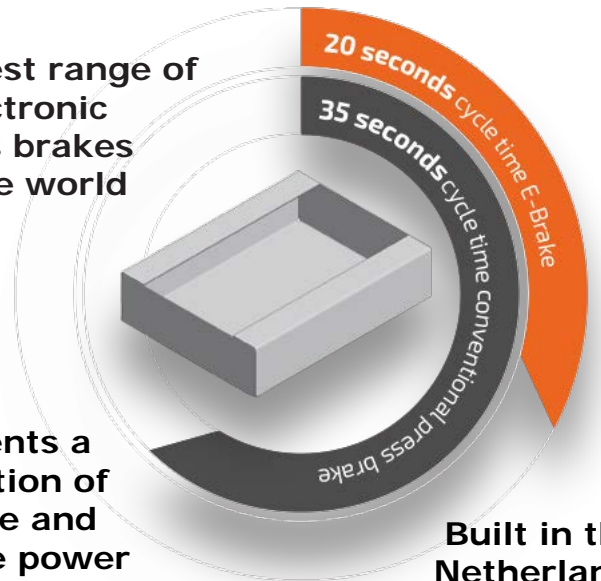 est range of
ctronic
brakes
e world
20 seconds cycle time E-Brake
35 seconds cycle time conventional press brake
ents a
tion of
e and
e power
Built in th
Netherlan